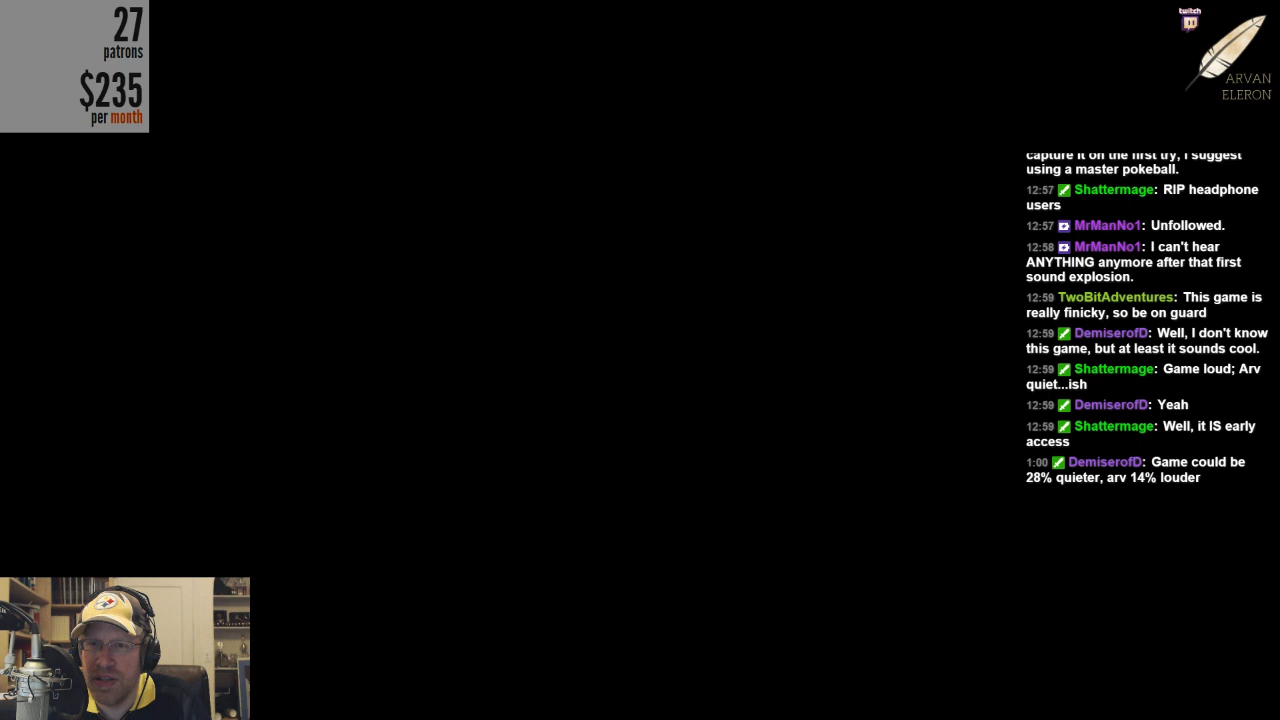 27
patrons
$235
per month
twitch
ARVAN
ELERON
capture it on the first try, I suggest
using a master pokeball.
12:57 Shattermage: RIP headphone
users
12:57 MrManNo1: Unfollowed.
12:58 MrManNo1: I can't hear
ANYTHING anymore after that first
sound explosion.
12:59 TwoBitAdventures: This game is
really finicky, so be on guard
12:59 DemiserofD: Well, I don't know
this game, but at least it sounds cool.
12:59 Shattermage: Game loud; Arv
quiet...ish
12:59 DemiserofD: Yeah
12:59 Shattermage: Well, it IS early
access
1:00 DemiserofD: Game could be
28% quieter, arv 14% louder